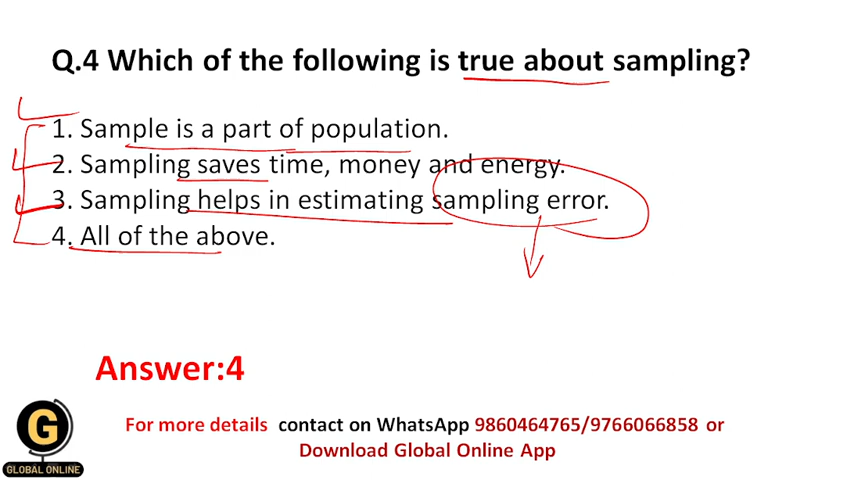 Q.4 Which of the following is true about sampling?
1. Sample is a part of population.
2. Sampling saves time, money and energy.
3. Sampling helps in estimating sampling error.
4. All of the above.
Answer:4
For more details contact on WhatsApp 9860464765/9766066858 or
Download Global Online App
G
GLOBAL ONLINE